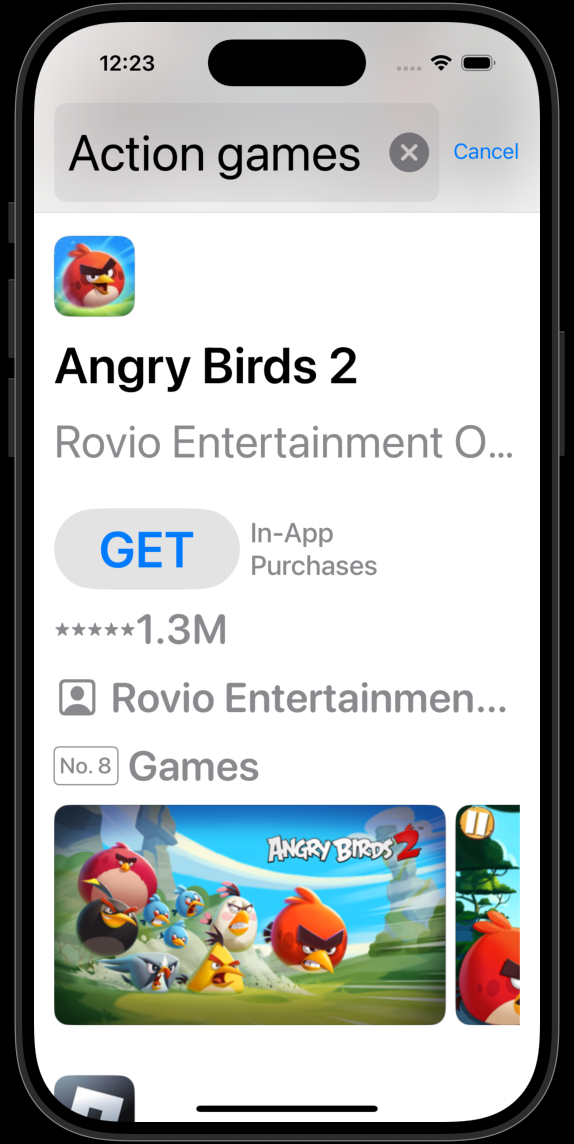 12:23
Action games
Cancel
Angry Birds 2
Rovio Entertainment O...
GET
In-App
Purchases
★★★★★1.3M
Rovio Entertainmen...
No. 8 Games
ANGRY BIRDS 2